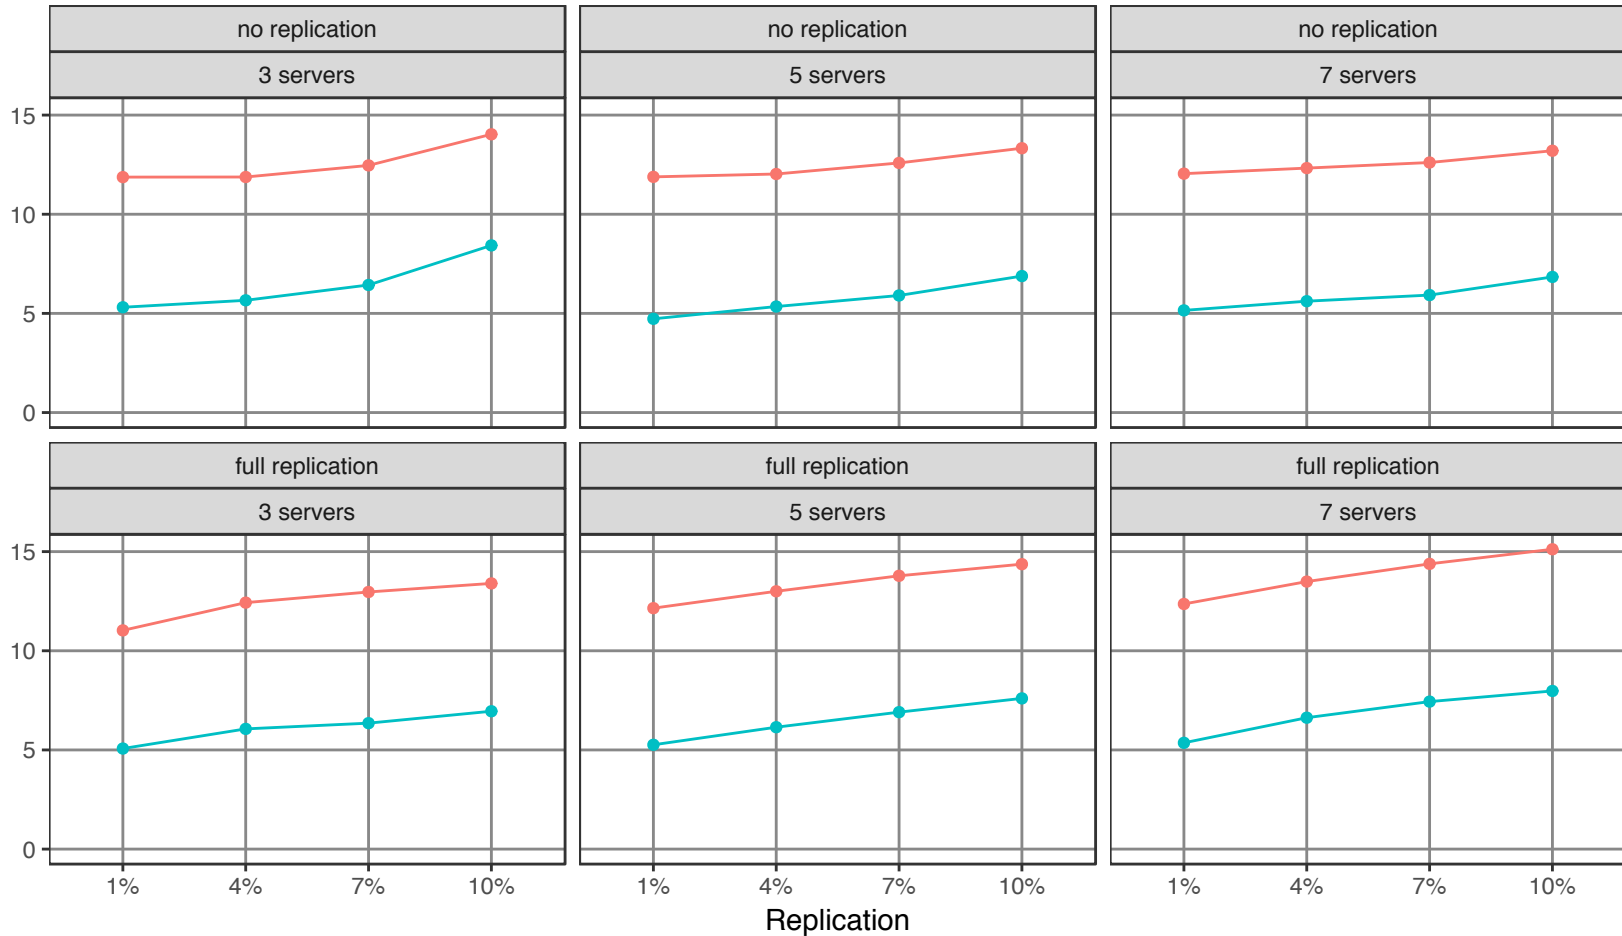 no replication no replication no replication
3 servers 5 servers 7 servers
15
10
5
0
full replication full replication full replication
3 servers 5 servers 7 servers
15
10
5
0
1% 4% 7% 10% 1% 4% 7% 10% 1% 4% 7% 10%
Replication